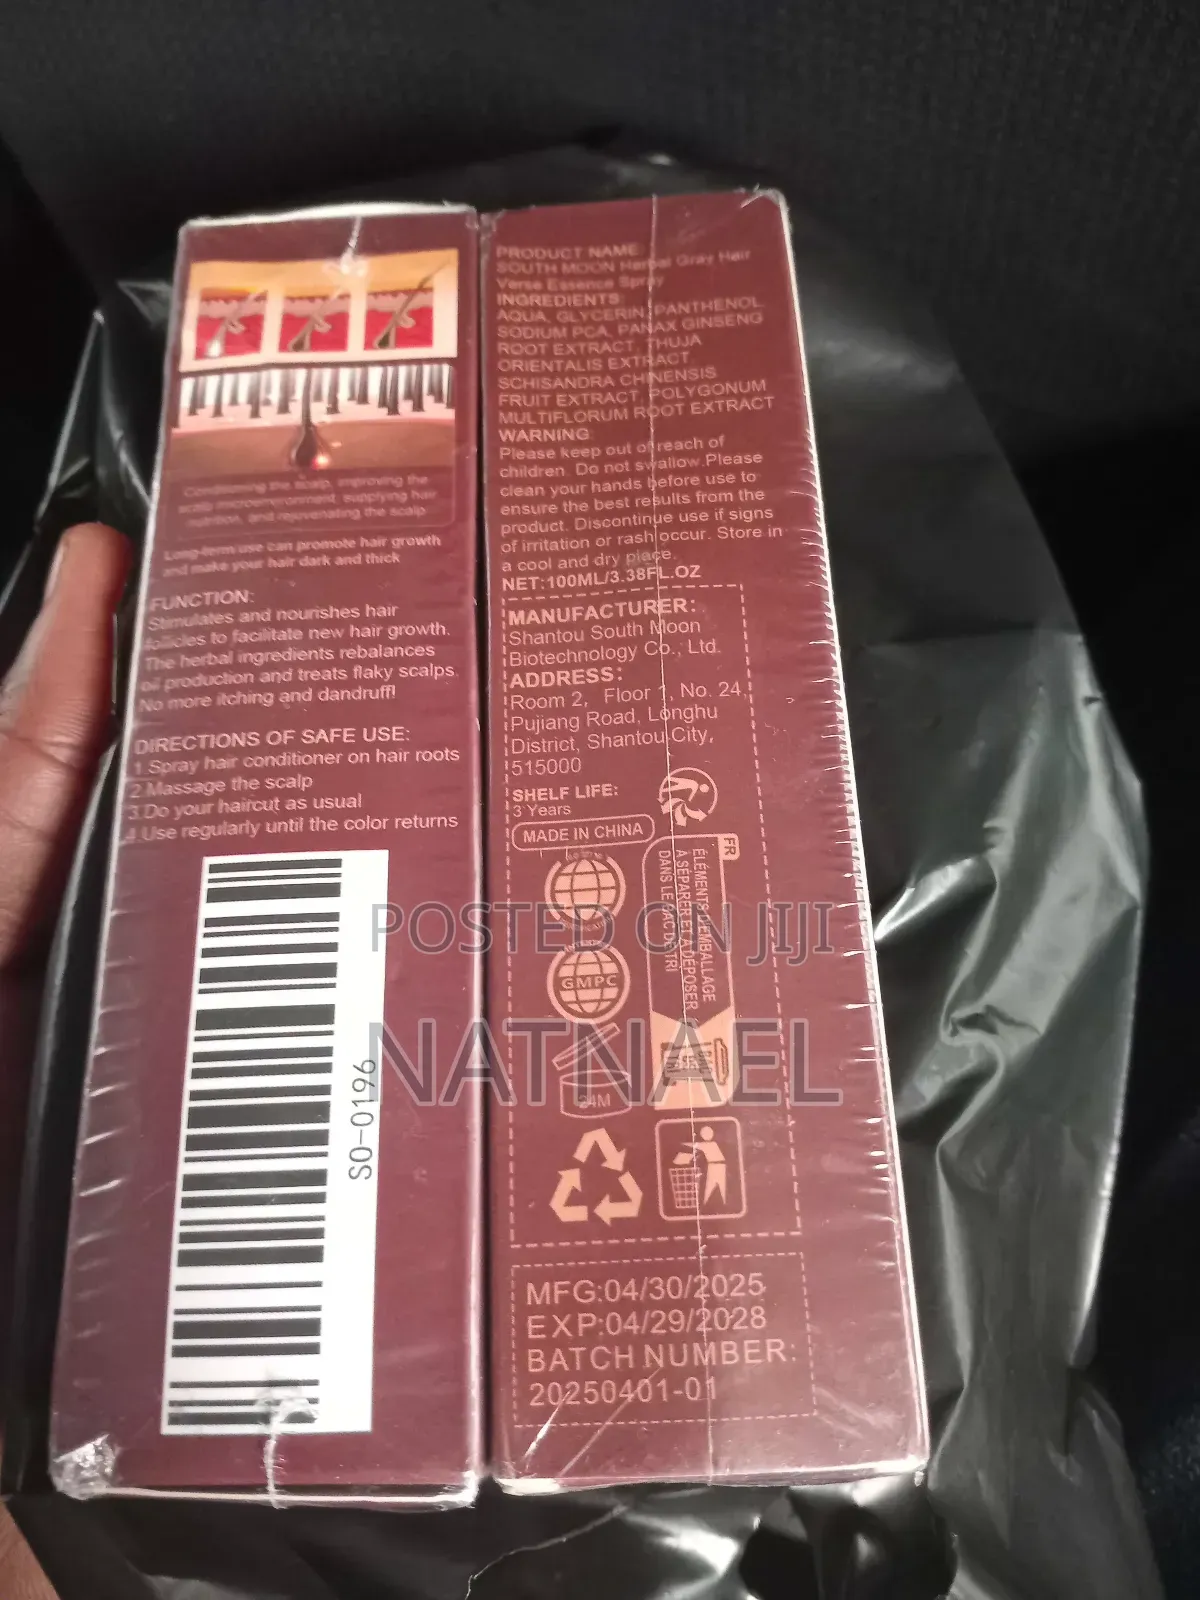 Conditioning the scalp, improving the
scalp microenvironment, supplying hair
nutrition, and rejuvenating the scalp
Long-term use can promote hair growth
and make your hair dark and thick
FUNCTION:
Stimulates and nourishes hair
follicles to facilitate new hair growth.
The herbal ingredients rebalances
oil production and treats flaky scalps.
No more itching and dandruff!
DIRECTIONS OF SAFE USE:
1.Spray hair conditioner on hair roots
2.Massage the scalp
3.Do your haircut as usual
4.Use regularly until the color returns
SO-0196
PRODUCT NAME:
SOUTH MOON Herbal Gray Hair
Verse Essence Spray
INGREDIENTS:
AQUA, GLYCERIN, PANTHENOL
SODIUM PCA, PANAX GINSENG
ROOT EXTRACT, THUJA
ORIENTALIS EXTRACT,
SCHISANDRA CHINENSIS
FRUIT EXTRACT, POLYGONUM
MULTIFLORUM ROOT EXTRACT
WARNING:
Please keep out of reach of
children. Do not swallow.Please
clean your hands before use to
ensure the best results from the
product. Discontinue use if signs
of irritation or rash occur. Store in
a cool and dry place.
NET:100ML/3.38FL.OZ
MANUFACTURER:
Shantou South Moon
Biotechnology Co., Ltd.
ADDRESS:
Room 2, Floor 1, No. 24,
Pujiang Road, Longhu
District, Shantou City,
515000
SHELF LIFE:
3 Years
MADE IN CHINA
FR
ÉLÉMENTS D'EMBALLAGE
À SÉPARER ET À DÉPOSER
DANS LE BAC DE TRI
GMPC
24M
MFG:04/30/2025
EXP:04/29/2028
BATCH NUMBER:
20250401-01
POSTED ON JIJI
NATNAEL